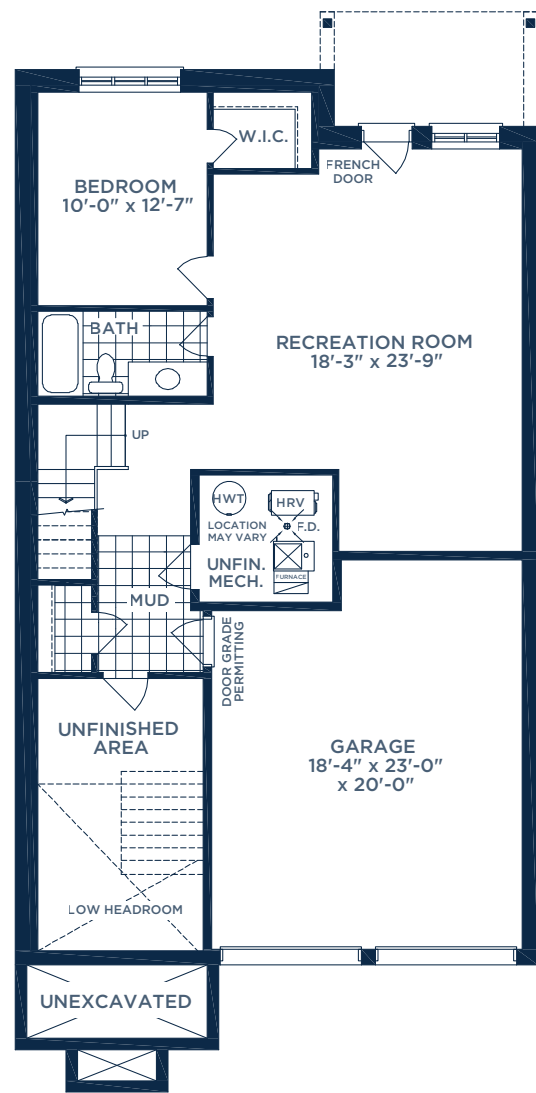 W.I.C.
FRENCH
DOOR
BEDROOM
10'-0" x 12'-7"
BATH
RECREATION ROOM
18'-3" x 23'-9"
UP
HWT
HRV
LOCATION
MAY VARY
F.D.
UNFIN.
MECH.
FURNACE
MUD
DOOR GRADE
PERMITTING
UNFINISHED
AREA
GARAGE
18'-4" x 23'-0"
x 20'-0"
LOW HEADROOM
UNEXCAVATED